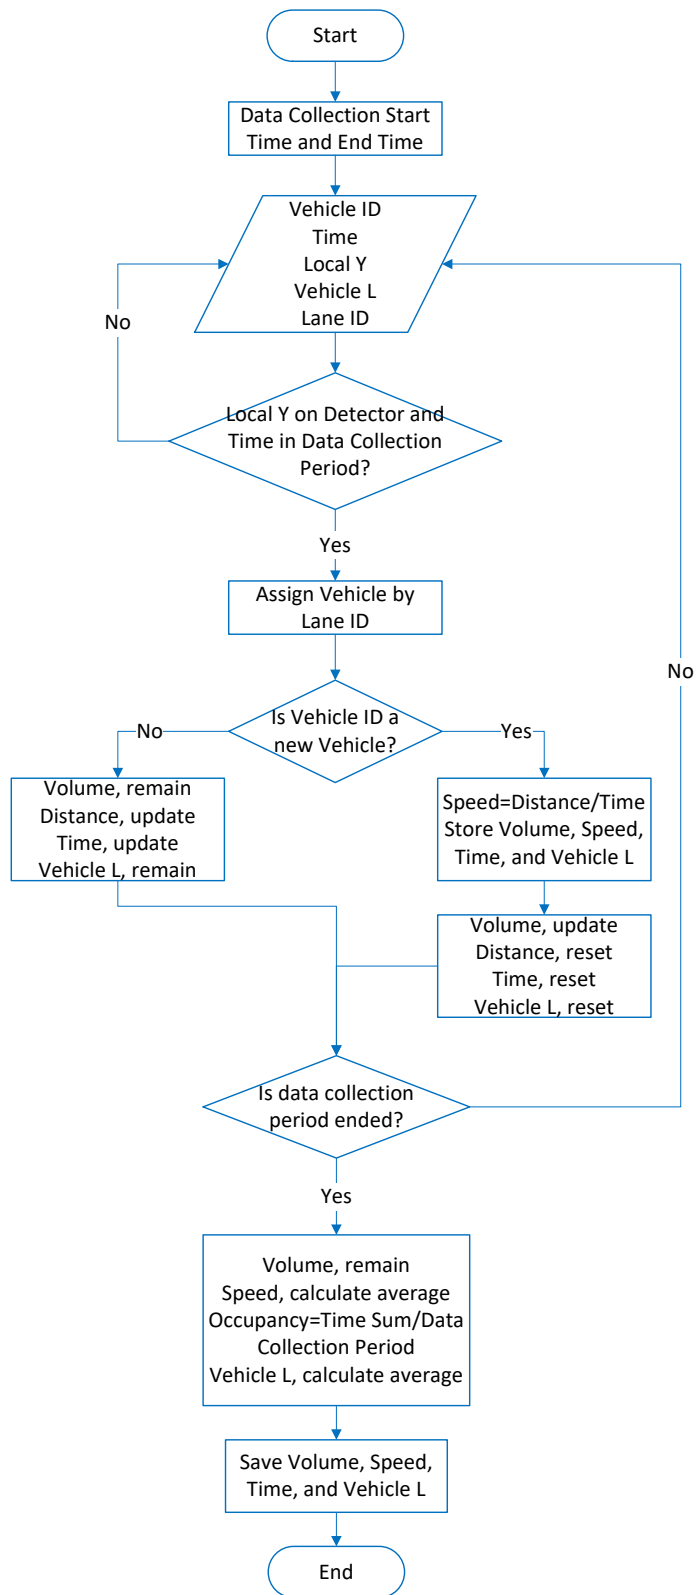 Start
Data Collection Start
Time and End Time
Vehicle ID
Time
Local Y
Vehicle L
Lane ID
No
Local Y on Detector and
Time in Data Collection
Period?
Yes
Assign Vehicle by
Lane ID
No
Is Vehicle ID a
new Vehicle?
No
Yes
Volume, remain
Distance, update
Time, update
Vehicle L, remain
Speed=Distance/Time
Store Volume, Speed,
Time, and Vehicle L
Volume, update
Distance, reset
Time, reset
Vehicle L, reset
Is data collection
period ended?
Yes
Volume, remain
Speed, calculate average
Occupancy=Time Sum/Data
Collection Period
Vehicle L, calculate average
Save Volume, Speed,
Time, and Vehicle L
End